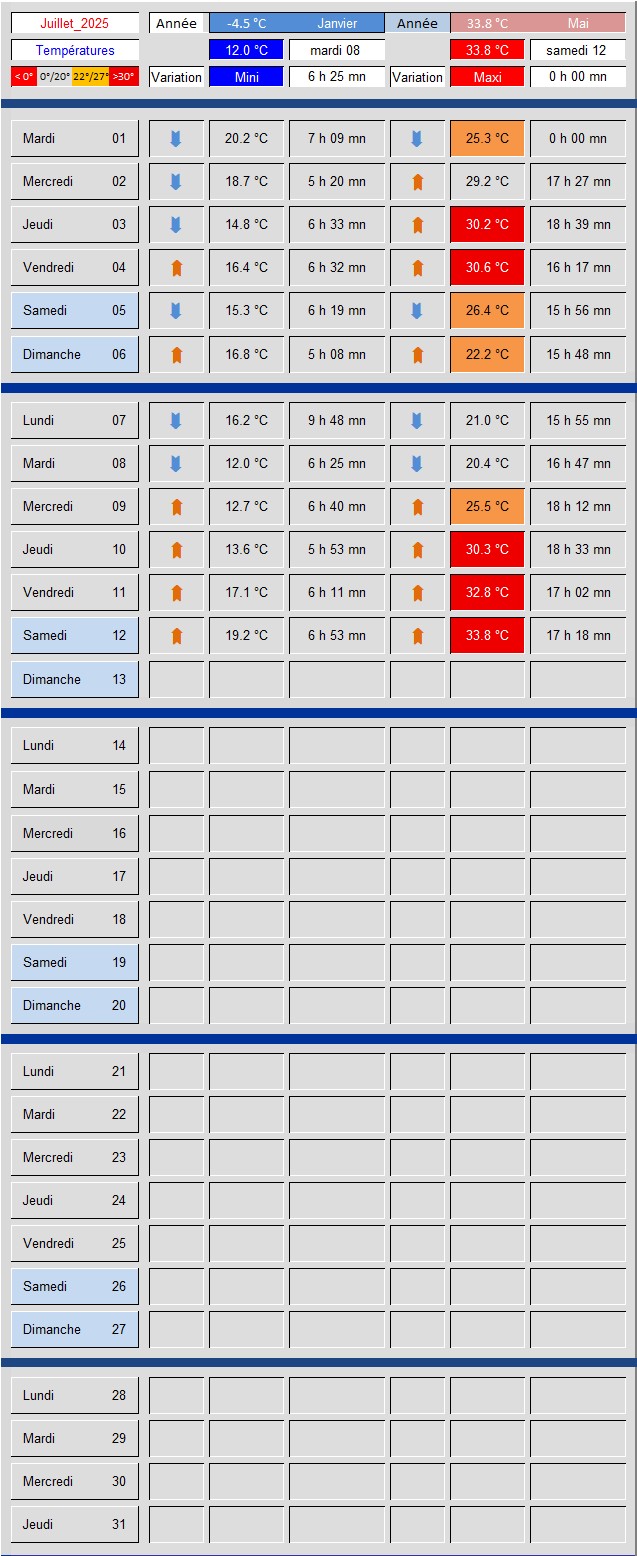 Juillet_2025 Année -4.5 °C Janvier Année 33.8 °C Mai
Températures 12.0 °C mardi 08 33.8 °C samedi 12
< 0° 0°/20° 22°/27° >30° Variation Mini 6 h 25 mn Variation Maxi 0 h 00 mn
Mardi 01 20.2 °C 7 h 09 mn 25.3 °C 0 h 00 mn
Mercredi 02 18.7 °C 5 h 20 mn 29.2 °C 17 h 27 mn
Jeudi 03 14.8 °C 6 h 33 mn 30.2 °C 18 h 39 mn
Vendredi 04 16.4 °C 6 h 32 mn 30.6 °C 16 h 17 mn
Samedi 05 15.3 °C 6 h 19 mn 26.4 °C 15 h 56 mn
Dimanche 06 16.8 °C 5 h 08 mn 22.2 °C 15 h 48 mn
Lundi 07 16.2 °C 9 h 48 mn 21.0 °C 15 h 55 mn
Mardi 08 12.0 °C 6 h 25 mn 20.4 °C 16 h 47 mn
Mercredi 09 12.7 °C 6 h 40 mn 25.5 °C 18 h 12 mn
Jeudi 10 13.6 °C 5 h 53 mn 30.3 °C 18 h 33 mn
Vendredi 11 17.1 °C 6 h 11 mn 32.8 °C 17 h 02 mn
Samedi 12 19.2 °C 6 h 53 mn 33.8 °C 17 h 18 mn
Dimanche 13
Lundi 14
Mardi 15
Mercredi 16
Jeudi 17
Vendredi 18
Samedi 19
Dimanche 20
Lundi 21
Mardi 22
Mercredi 23
Jeudi 24
Vendredi 25
Samedi 26
Dimanche 27
Lundi 28
Mardi 29
Mercredi 30
Jeudi 31